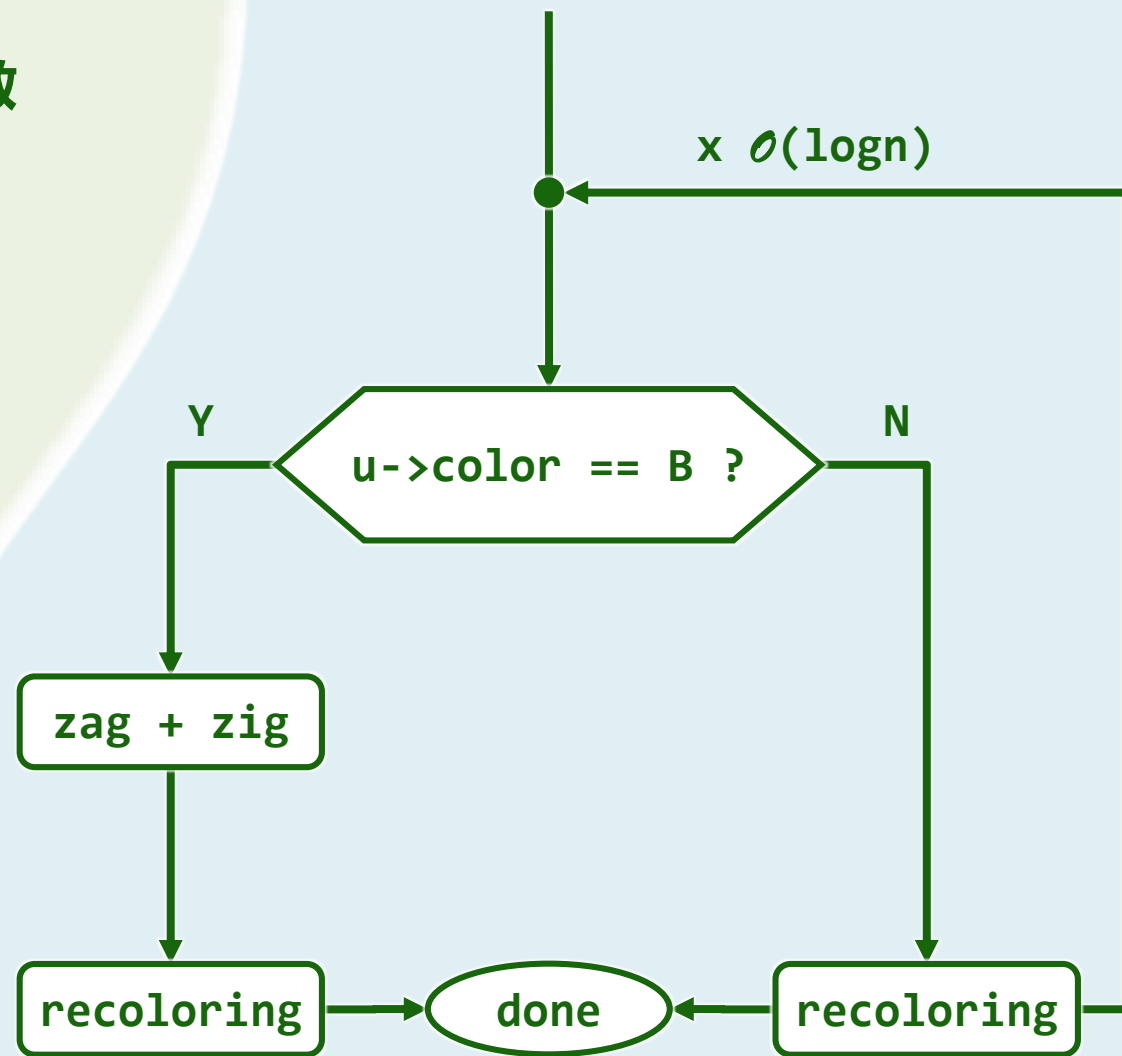 x 𝒪(logn)
Y
N
u->color == B ?
zag + zig
recoloring
done
recoloring